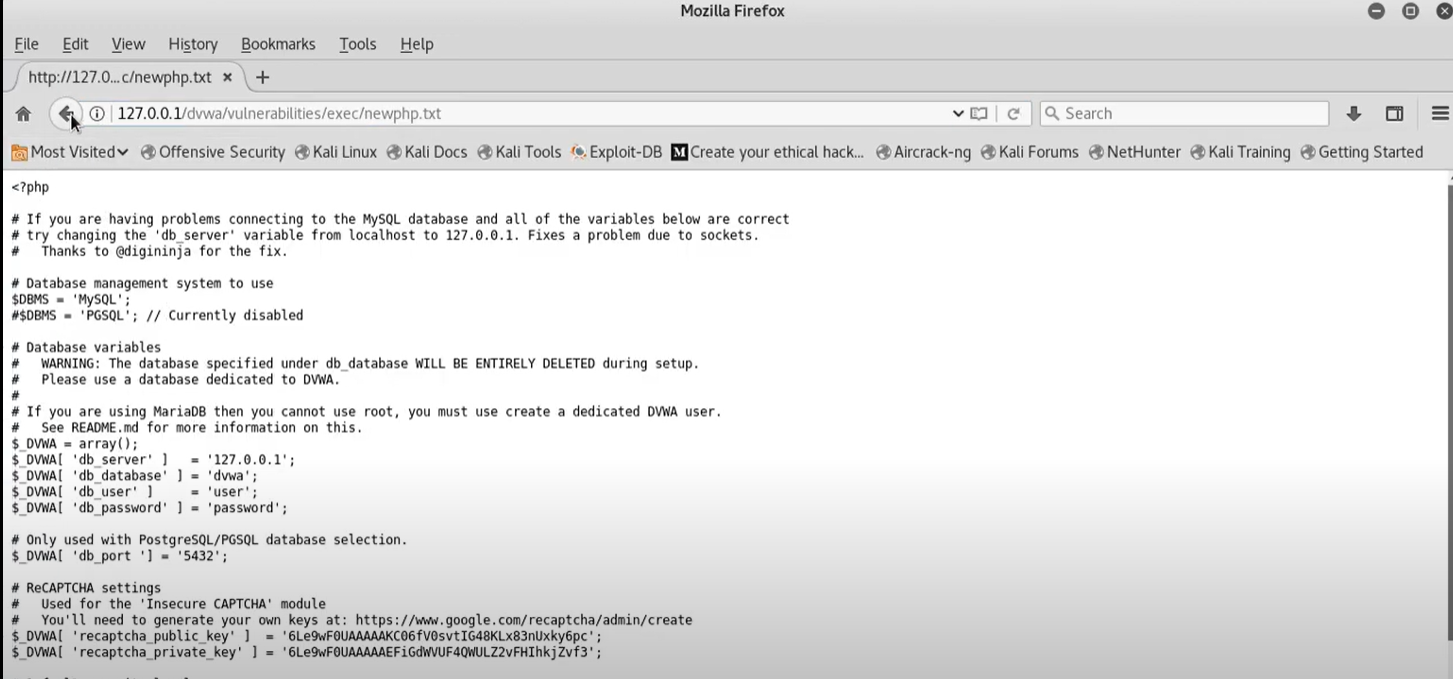 Mozilla Firefox
File Edit View History Bookmarks Tools Help
http://127.0...c/newphp.txt
127.0.0.1/dvwa/vulnerabilities/exec/newphp.txt Search
Most Visited Offensive Security Kali Linux Kali Docs Kali Tools Exploit-DB M Create your ethical hack... Aircrack-ng Kali Forums NetHunter Kali Training Getting Started
<?php
# If you are having problems connecting to the MySQL database and all of the variables below are correct
# try changing the 'db_server' variable from localhost to 127.0.0.1. Fixes a problem due to sockets.
#   Thanks to @digininja for the fix.
# Database management system to use
$DBMS = 'MySQL';
#$DBMS = 'PGSQL'; // Currently disabled
# Database variables
#   WARNING: The database specified under db_database WILL BE ENTIRELY DELETED during setup.
#   Please use a database dedicated to DVWA.
#
# If you are using MariaDB then you cannot use root, you must use create a dedicated DVWA user.
#   See README.md for more information on this.
$_DVWA = array();
$_DVWA[ 'db_server' ]   = '127.0.0.1';
$_DVWA[ 'db_database' ] = 'dvwa';
$_DVWA[ 'db_user' ]     = 'user';
$_DVWA[ 'db_password' ] = 'password';
# Only used with PostgreSQL/PGSQL database selection.
$_DVWA[ 'db_port '] = '5432';
# ReCAPTCHA settings
#   Used for the 'Insecure CAPTCHA' module
#   You'll need to generate your own keys at: https://www.google.com/recaptcha/admin/create
$_DVWA[ 'recaptcha_public_key' ]  = '6Le9wF0UAAAAAKC06fV0svtIG48KLx83nUxky6pc';
$_DVWA[ 'recaptcha_private_key' ] = '6Le9wF0UAAAAAEFiGdWVUF4QWULZ2vFHIhkjZvf3';